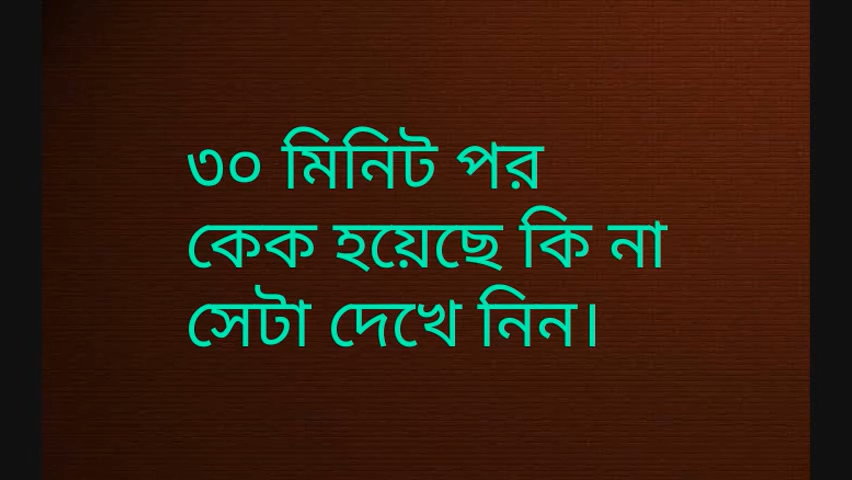 ৩০ মিনিট পর
কেক হয়েছে কি না
সেটা দেখে নিন।